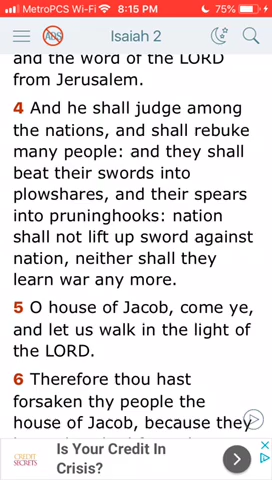 MetroPCS Wi-Fi 8:15 PM 75%
ADS Isaiah 2
and the word of the LORD
from Jerusalem.
4 And he shall judge among
the nations, and shall rebuke
many people: and they shall
beat their swords into
plowshares, and their spears
into pruninghooks: nation
shall not lift up sword against
nation, neither shall they
learn war any more.
5 O house of Jacob, come ye,
and let us walk in the light of
the LORD.
6 Therefore thou hast
forsaken thy people the
house of Jacob, because they
CREDIT
SECRETS
Is Your Credit In
Crisis?